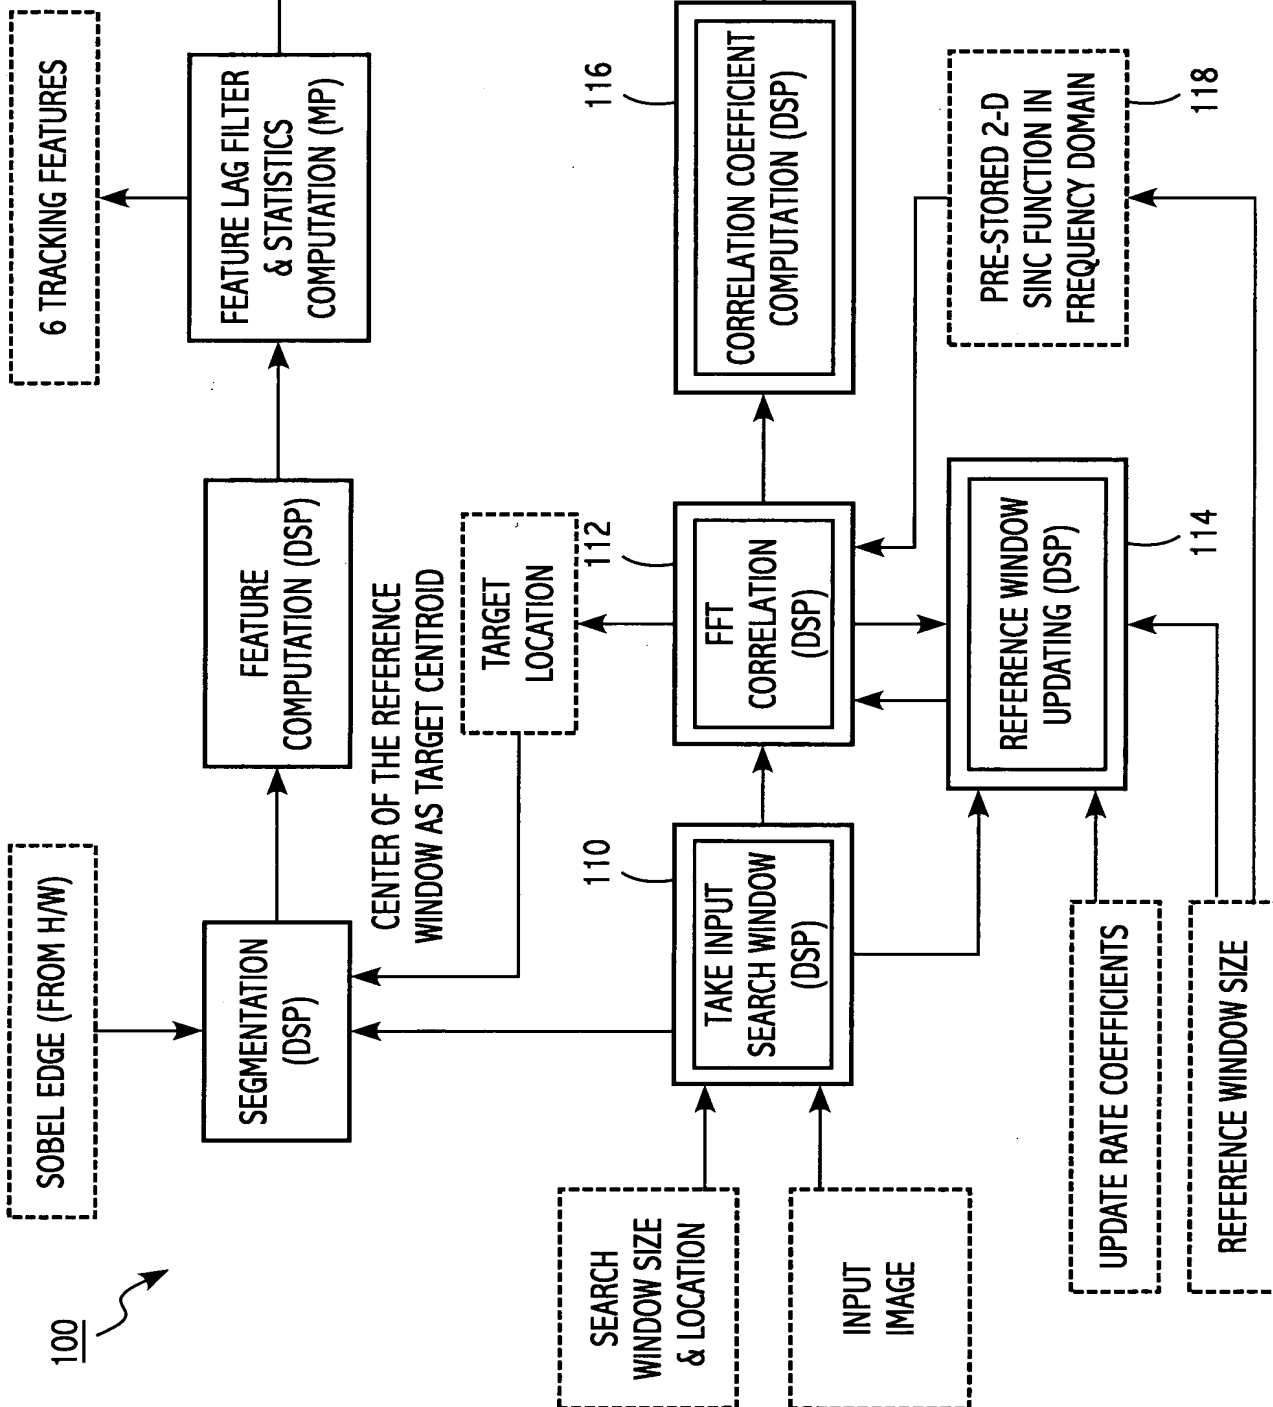 100
SOBEL EDGE (FROM H/W)
6 TRACKING FEATURES
SEGMENTATION
(DSP)
FEATURE
COMPUTATION (DSP)
FEATURE LAG FILTER
& STATISTICS
COMPUTATION (MP)
CENTER OF THE REFERENCE
WINDOW AS TARGET CENTROID
TARGET
LOCATION
SEARCH
WINDOW SIZE
& LOCATION
INPUT
IMAGE
110
TAKE INPUT
SEARCH WINDOW
(DSP)
112
FFT
CORRELATION
(DSP)
116
CORRELATION COEFFICIENT
COMPUTATION (DSP)
REFERENCE WINDOW
UPDATING (DSP)
114
PRE-STORED 2-D
SINC FUNCTION IN
FREQUENCY DOMAIN
118
UPDATE RATE COEFFICIENTS
REFERENCE WINDOW SIZE